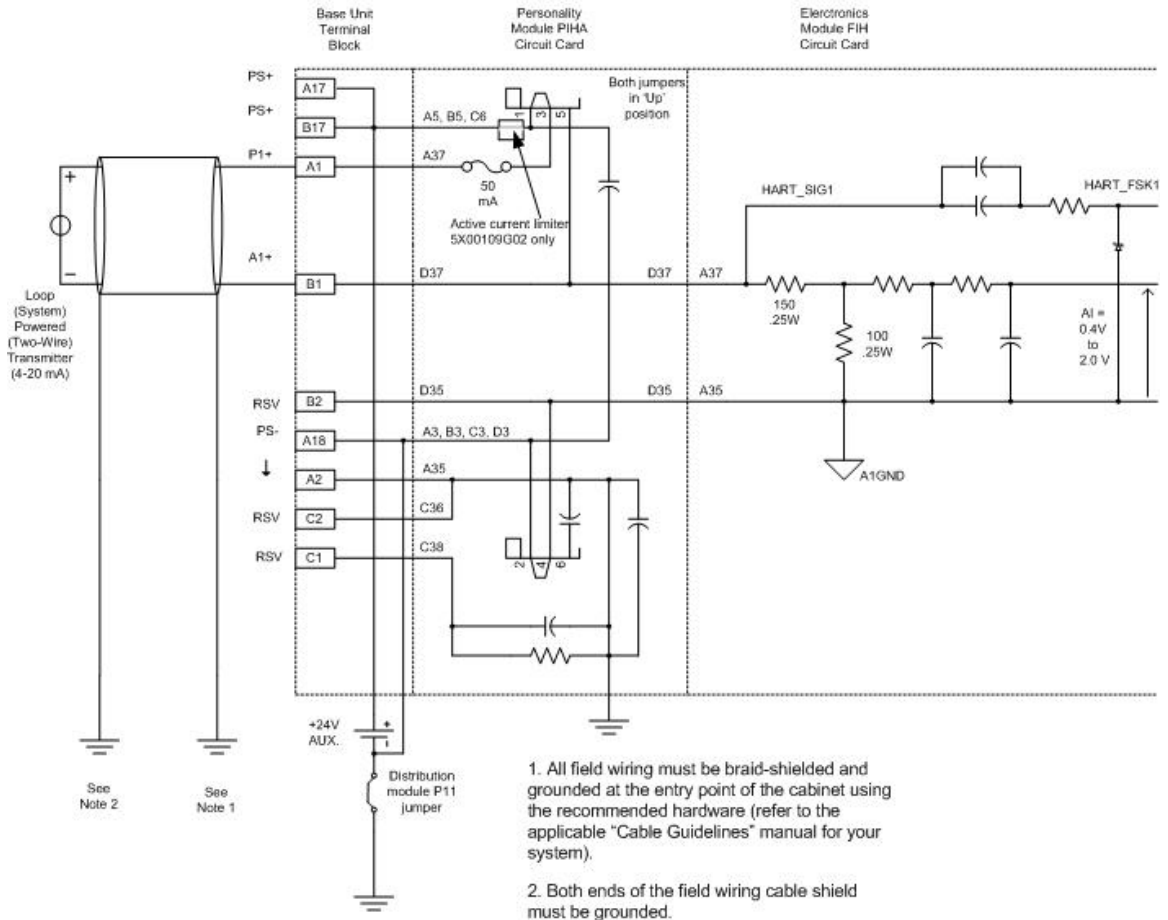 Base Unit
Terminal
Block
Personality
Module PIHA
Circuit Card
Elerctronics
Module FIH
Circuit Card
PS+
A17
Both jumpers
in 'Up'
position
PS+
B17
A5, B5, C6
1
3
5
P1+
A1
A37
50
mA
HART_SIG1
HART_FSK1
Active current limiter
5X00109G02 only
+
−
A1+
B1
D37
D37
A37
Loop
(System)
Powered
(Two-Wire)
Transmitter
(4-20 mA)
150
.25W
100
.25W
AI =
0.4V
to
2.0 V
RSV
B2
D35
D35
A35
PS-
A18
A3, B3, C3, D3
A2
A35
A1GND
RSV
C2
C36
RSV
C1
C38
2
4
6
+24V
AUX.
+
−
See
Note 2
See
Note 1
Distribution
module P11
jumper
1. All field wiring must be braid-shielded and
grounded at the entry point of the cabinet using
the recommended hardware (refer to the
applicable “Cable Guidelines” manual for your
system).
2. Both ends of the field wiring cable shield
must be grounded.